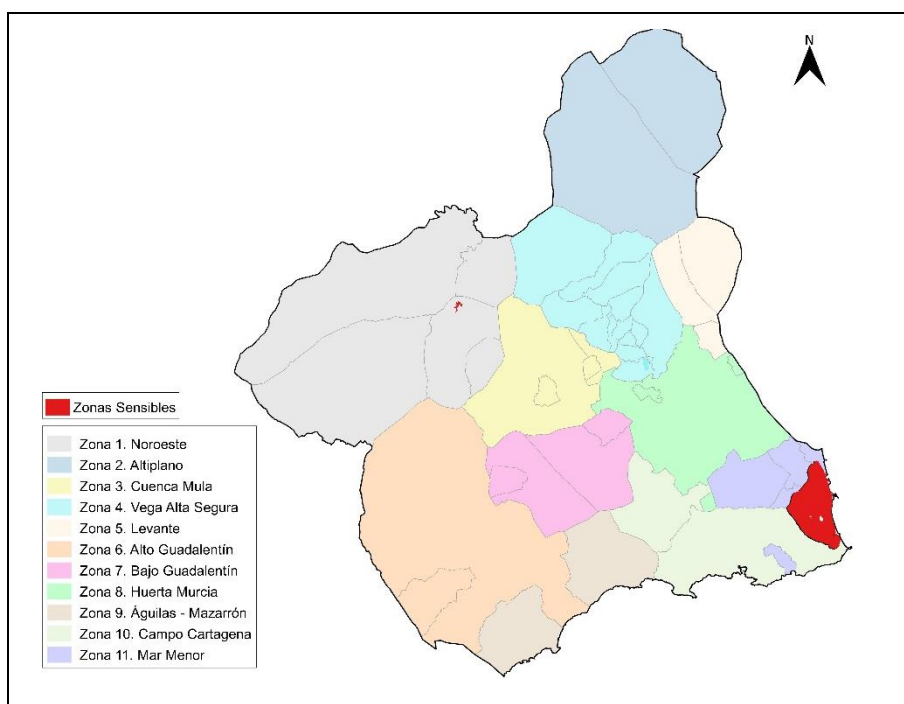 N
Zonas Sensibles
Zona 1. Noroeste
Zona 2. Altiplano
Zona 3. Cuenca Mula
Zona 4. Vega Alta Segura
Zona 5. Levante
Zona 6. Alto Guadalentín
Zona 7. Bajo Guadalentín
Zona 8. Huerta Murcia
Zona 9. Águilas - Mazarrón
Zona 10. Campo Cartagena
Zona 11. Mar Menor